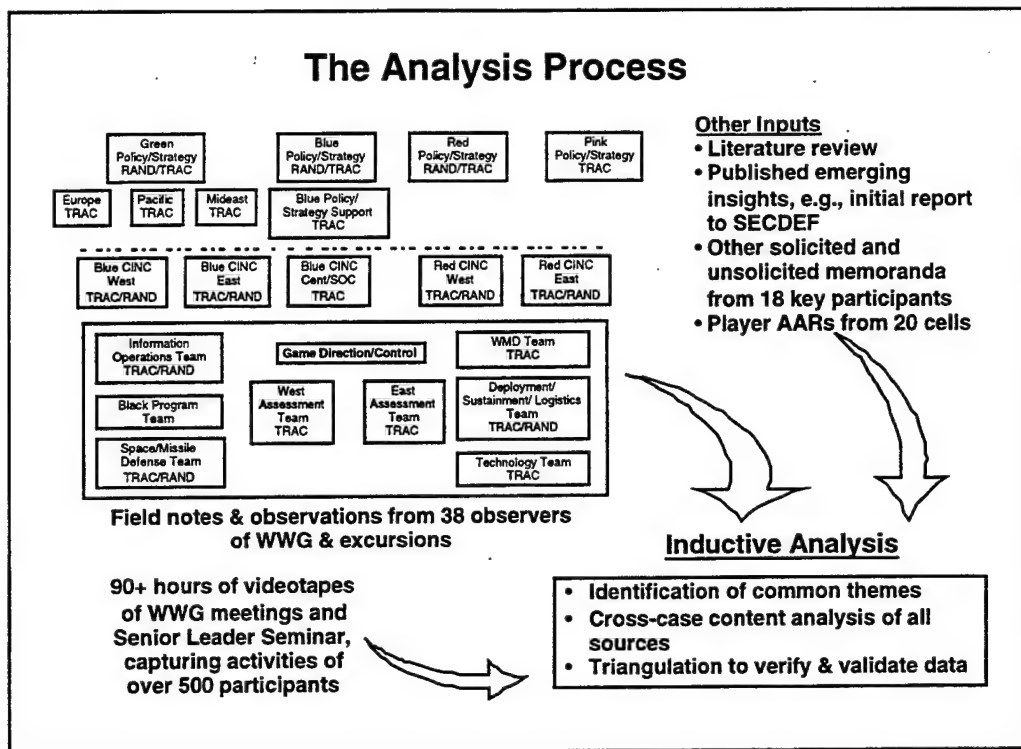 The Analysis Process
Green
Policy/Strategy
RAND/TRAC
Blue
Policy/Strategy
RAND/TRAC
Red
Policy/Strategy
RAND/TRAC
Pink
Policy/Strategy
TRAC
Europe
TRAC
Pacific
TRAC
Mideast
TRAC
Blue Policy/
Strategy Support
TRAC
Blue CINC
West
TRAC/RAND
Blue CINC
East
TRAC/RAND
Blue CINC
Cent/SOC
TRAC
Red CINC
West
TRAC/RAND
Red CINC
East
TRAC/RAND
Information
Operations Team
TRAC/RAND
Black Program
Team
Space/Missile
Defense Team
TRAC/RAND
Game Direction/Control
West
Assessment
Team
TRAC
East
Assessment
Team
TRAC
WMD Team
TRAC
Deployment/
Sustainment/ Logistics
Team
TRAC/RAND
Technology Team
TRAC
Field notes & observations from 38 observers
of WWG & excursions
Other Inputs
• Literature review
• Published emerging
insights, e.g., initial report
to SECDEF
• Other solicited and
unsolicited memoranda
from 18 key participants
• Player AARs from 20 cells
90+ hours of videotapes
of WWG meetings and
Senior Leader Seminar,
capturing activities of
over 500 participants
Inductive Analysis
• Identification of common themes
• Cross-case content analysis of all
sources
• Triangulation to verify & validate data